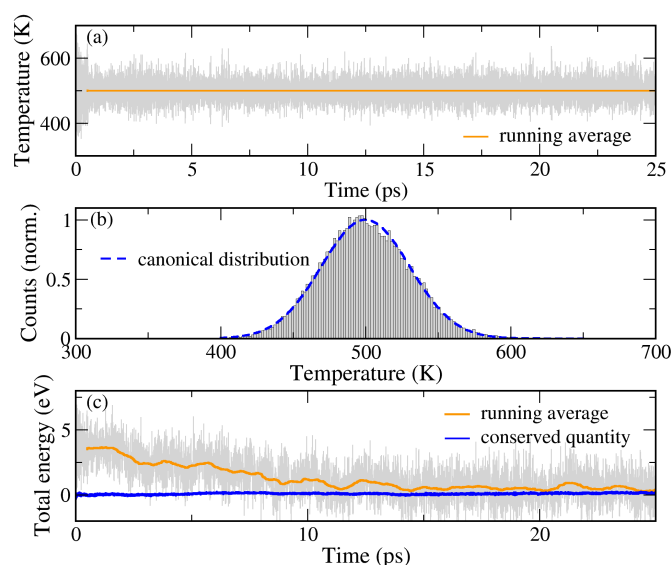 (a)
Temperature (K)
600
400
running average
0 5 10 15 20 25
Time (ps)
(b)
Counts (norm.)
1
0.5
0
canonical distribution
300 400 500 600 700
Temperature (K)
(c)
Total energy (eV)
5
0
running average
conserved quantity
0 10 20
Time (ps)